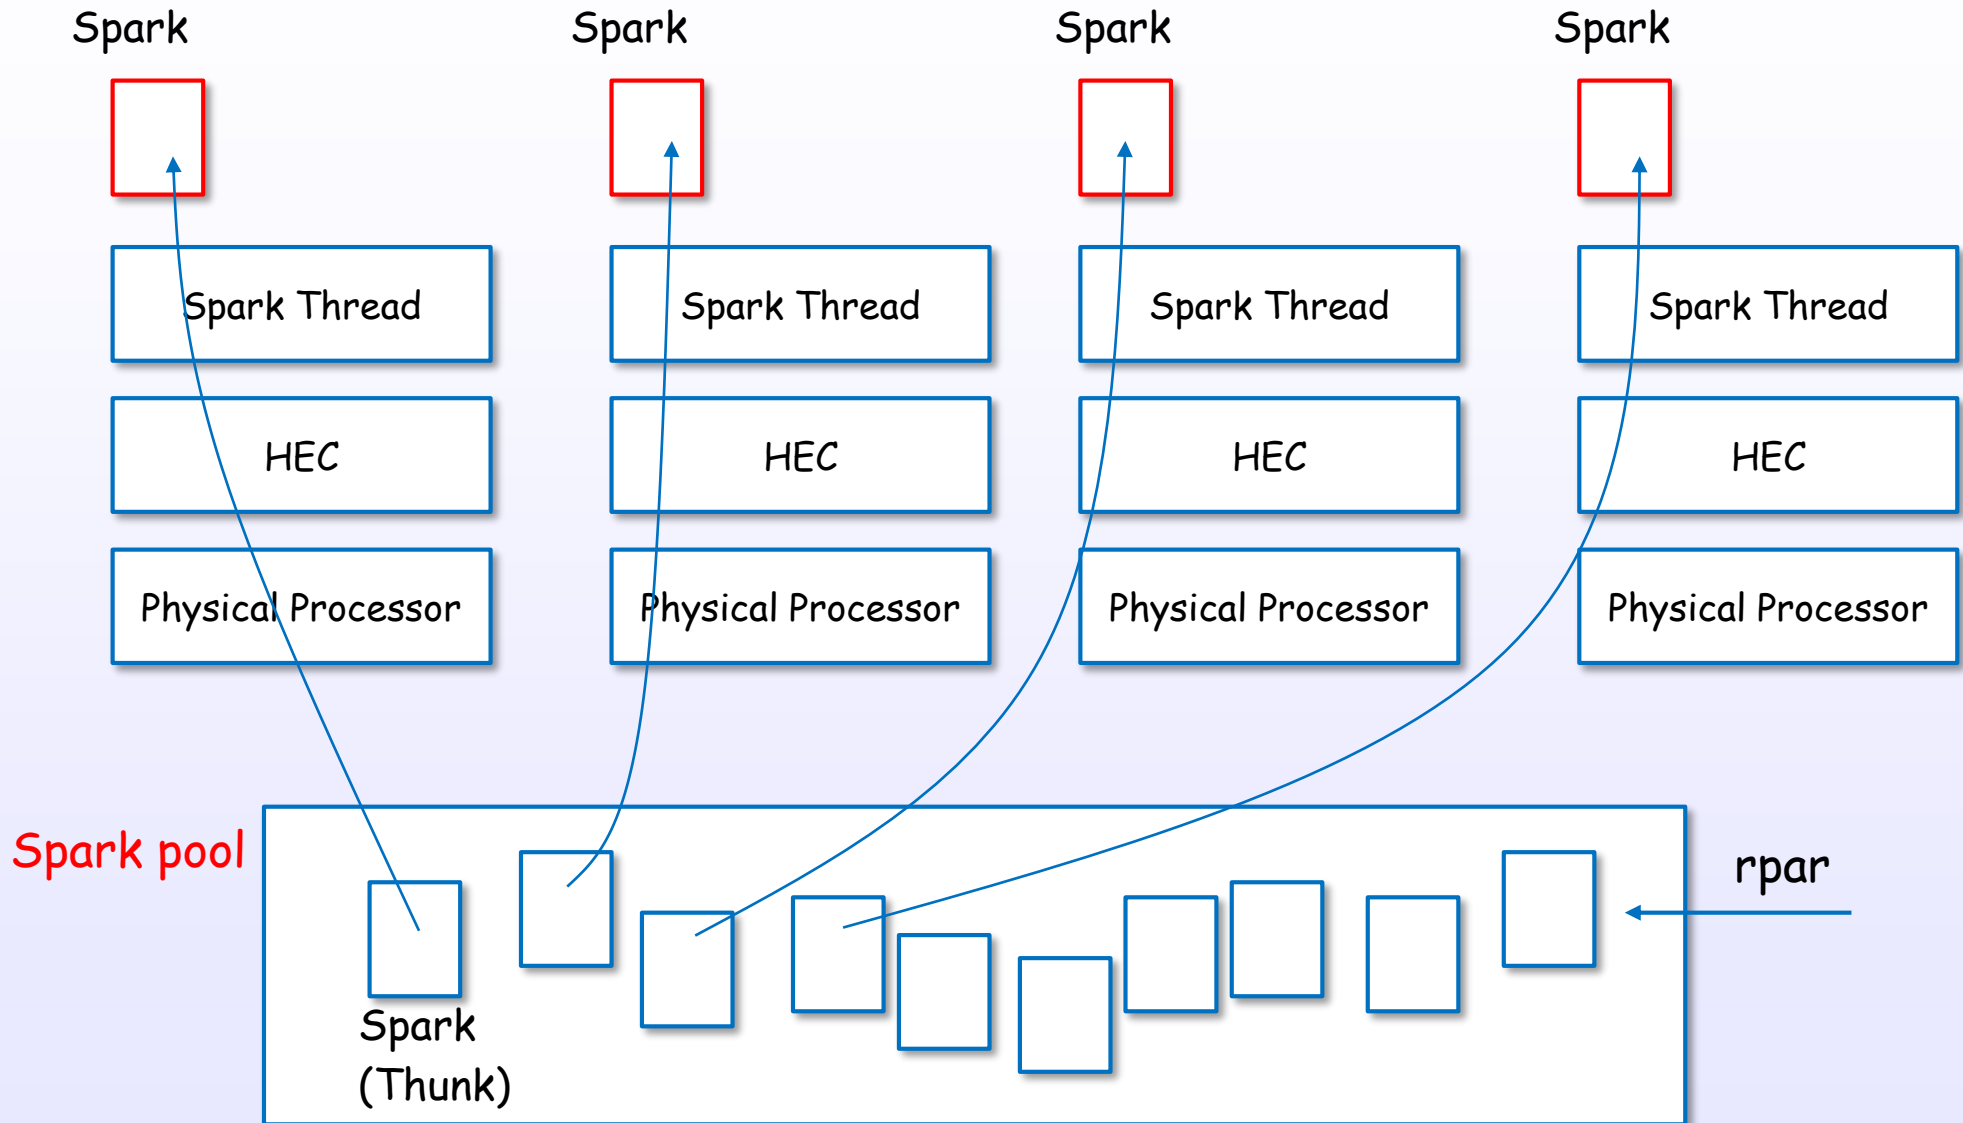 Spark
Spark
Spark
Spark
Spark Thread
Spark Thread
Spark Thread
Spark Thread
HEC
HEC
HEC
HEC
Physical Processor
Physical Processor
Physical Processor
Physical Processor
Spark pool
rpar
Spark
(Thunk)